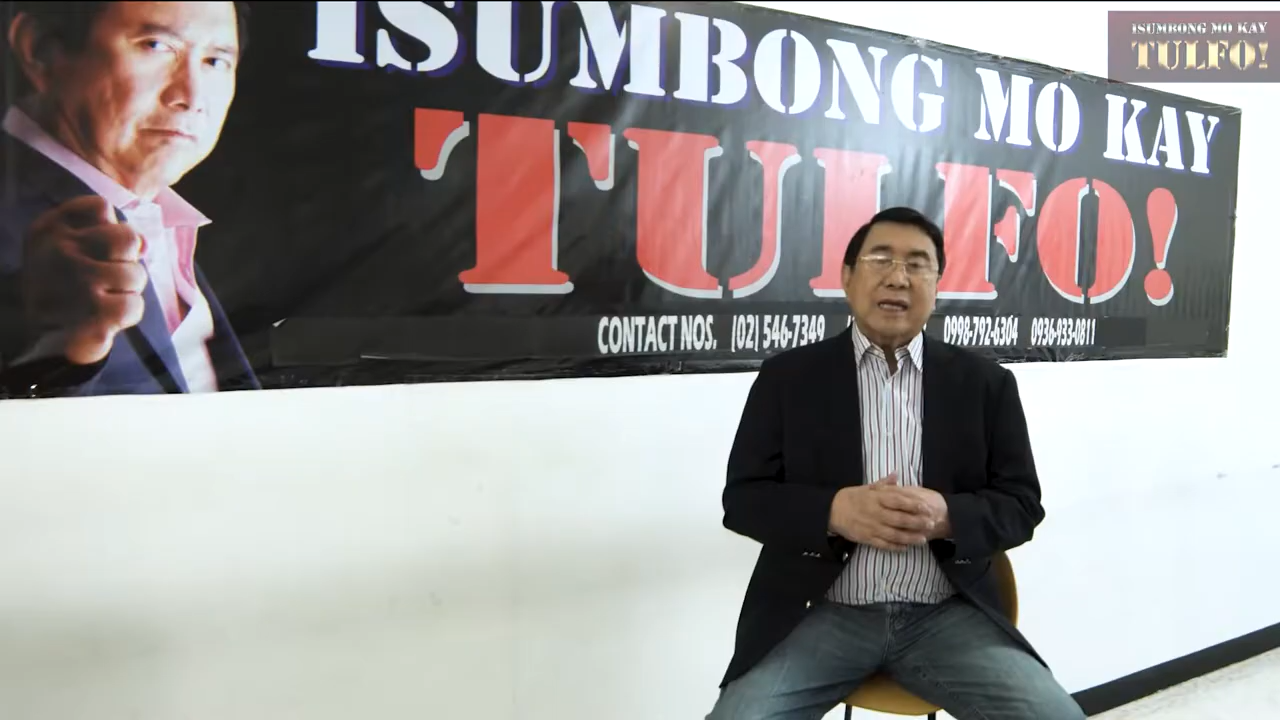 ISUMBONG MO KAY
TULFO!
ISUMBONG MO KAY
TULFO!
CONTACT NOS. (02) 546-7349 0998-792-6304 0936-933-0811